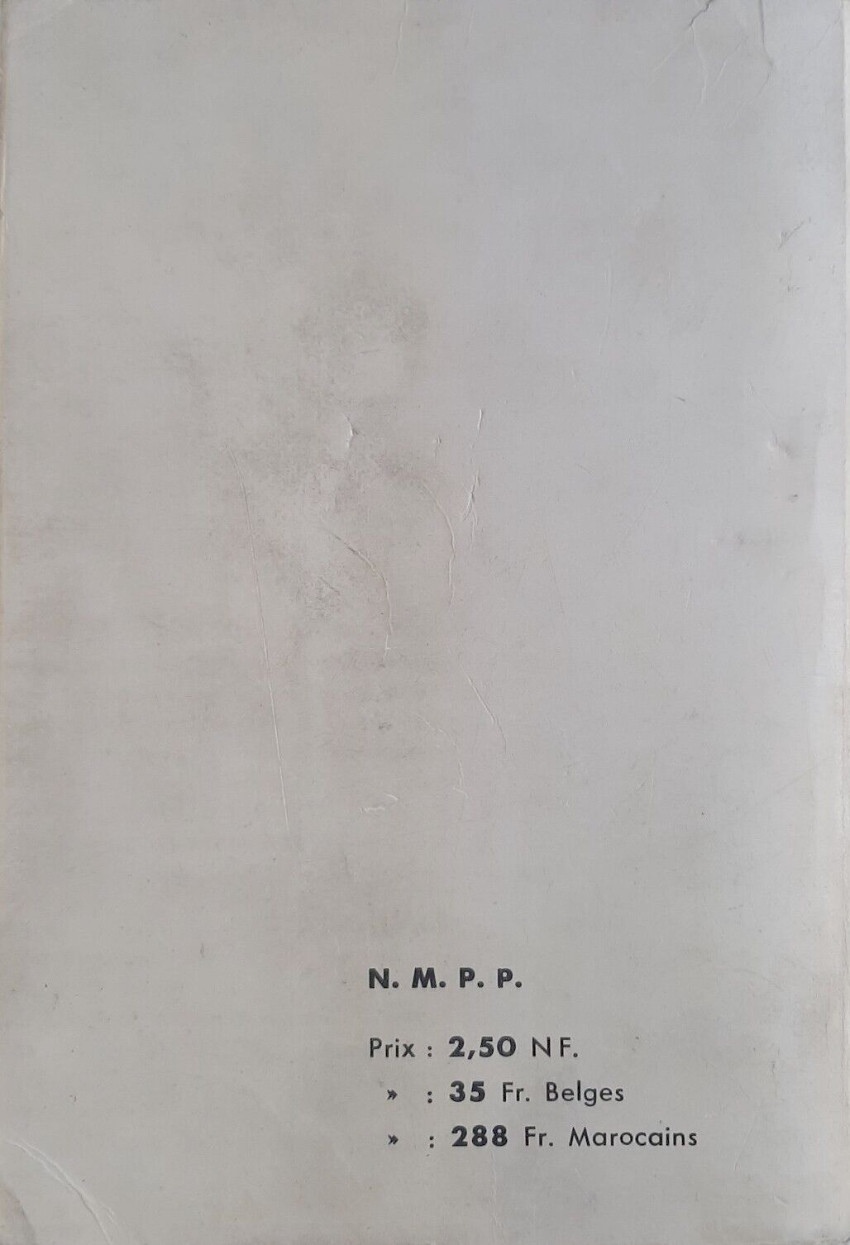 N. M. P. P.
Prix : 2,50 NF.
» : 35 Fr. Belges
» : 288 Fr. Marocains